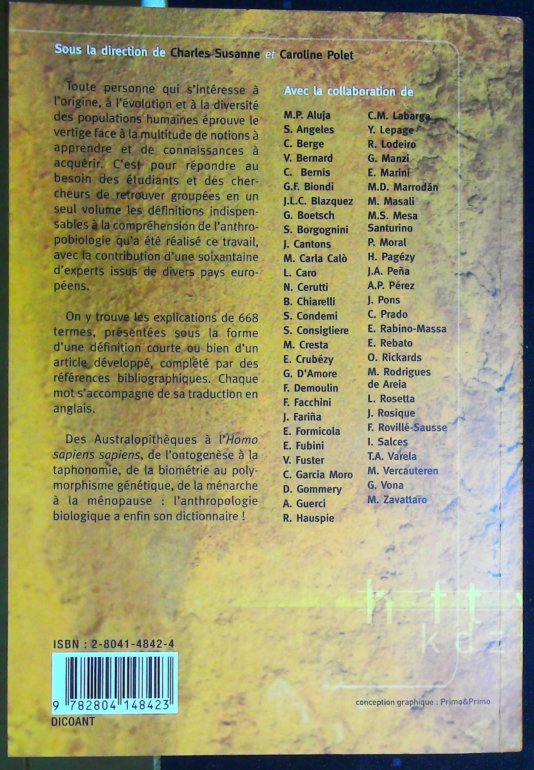 Sous la direction de Charles Susanne et Caroline Polet
Toute personne qui s'intéresse à
l'origine, à l'évolution et à la diversité
des populations humaines éprouve le
vertige face à la multitude de notions à
apprendre et de connaissances à
acquérir. C'est pour répondre au
besoin des étudiants et des cher-
cheurs de retrouver groupées en un
seul volume les définitions indispen-
sables à la compréhension de l'anthro-
pobiologie qu'a été réalisé ce travail,
avec la contribution d'une soixantaine
d'experts issus de divers pays euro-
péens.
On y trouve les explications de 668
termes, présentées sous la forme
d'une définition courte ou bien d'un
article développé, complété par des
références bibliographiques. Chaque
mot s'accompagne de sa traduction en
anglais.
Des Australopithèques à l'Homo
sapiens sapiens, de l'ontogenèse à la
taphonomie, de la biométrie au poly-
morphisme génétique, de la ménarche
à la ménopause : l'anthropologie
biologique a enfin son dictionnaire !
Avec la collaboration de
M.P. Aluja
S. Angeles
C. Berge
V. Bernard
C. Bernis
G.F. Biondi
J.L.C. Blazquez
G. Boetsch
S. Borgognini
J. Cantons
M. Carla Calò
L. Caro
N. Cerutti
B. Chiarelli
S. Condemi
S. Consigliere
M. Cresta
E. Crubézy
G. D'Amore
F. Demoulin
F. Facchini
J. Fariña
E. Formicola
E. Fubini
V. Fuster
C. Garcia Moro
D. Gommery
A. Guerci
R. Hauspie
C.M. Labarga
Y. Lepage
R. Lodeiro
G. Manzi
E. Marini
M.D. Marrodán
M. Masali
M.S. Mesa
Santurino
P. Moral
H. Pagézy
J.A. Peña
A.P. Pérez
J. Pons
C. Prado
E. Rabino-Massa
E. Rebato
O. Rickards
M. Rodrigues
de Areia
L. Rosetta
J. Rosique
F. Rovillé-Sausse
I. Salces
T.A. Varela
M. Vercauteren
G. Vona
M. Zavattaro
ISBN : 2-8041-4842-4
9 782804 148423
DICOANT
conception graphique : Primo&Primo